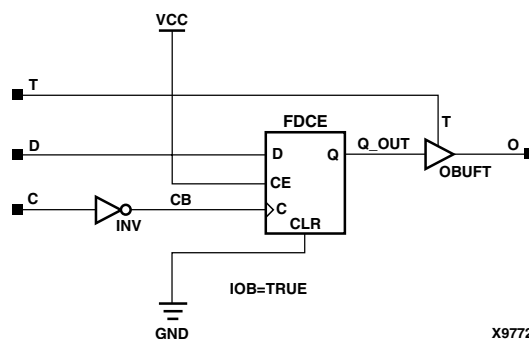 VCC
T
FDCE
T
D
D
Q
Q_OUT
O
CE
OBUFT
C
CB
C
INV
CLR
IOB=TRUE
GND
X9772